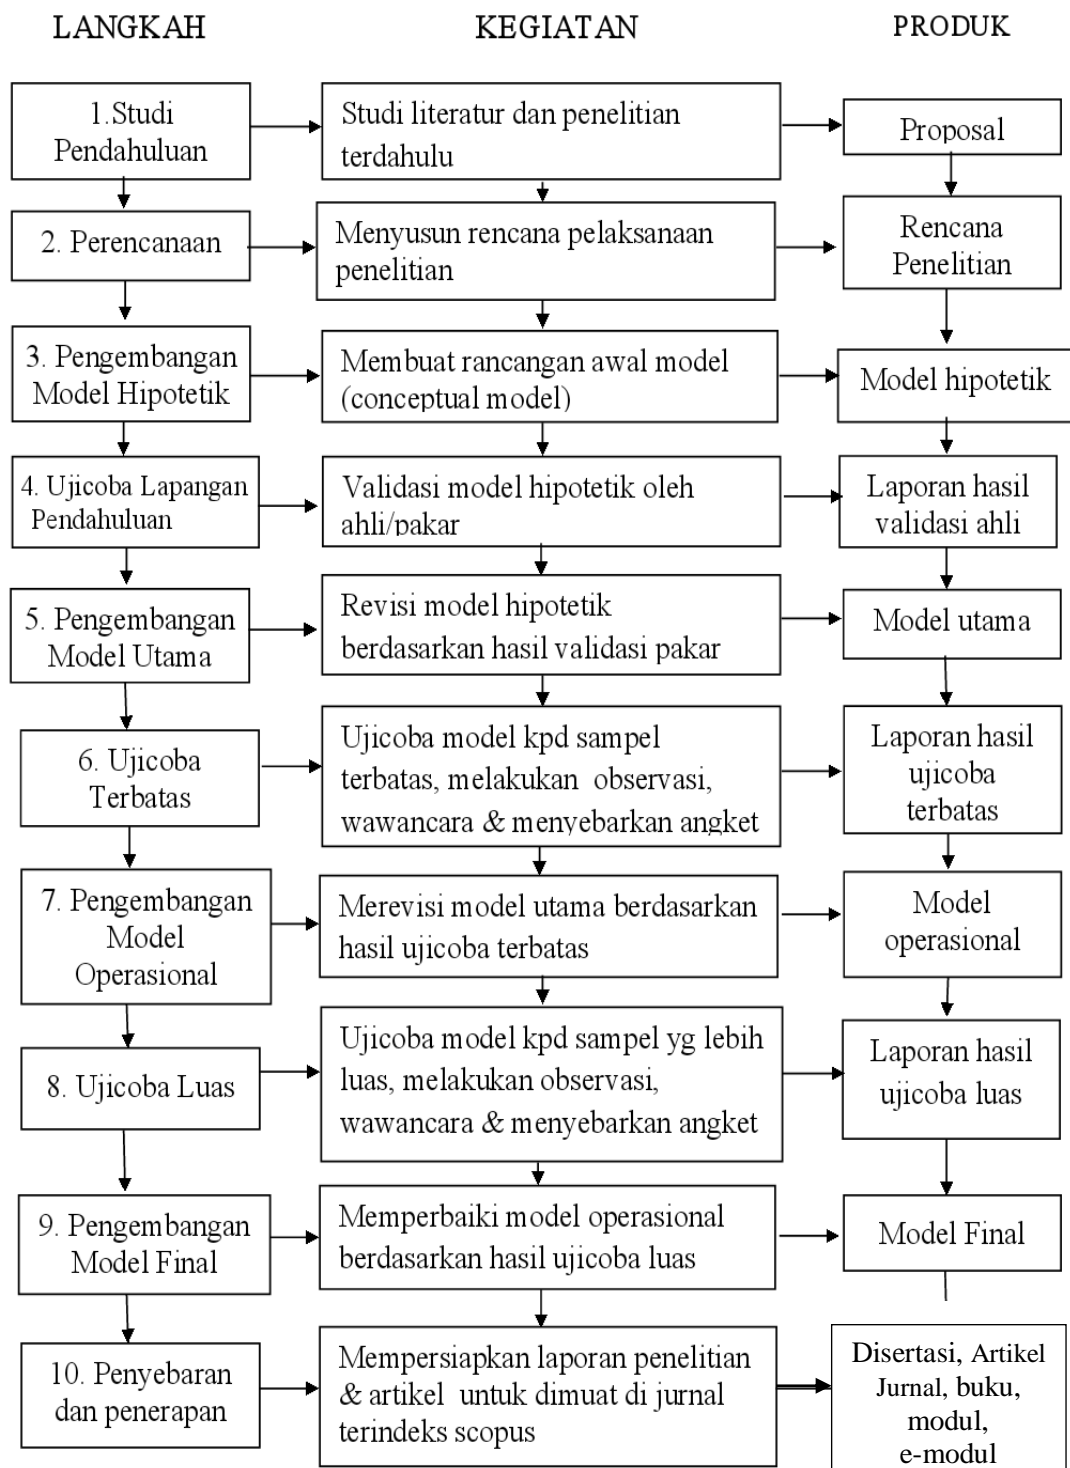 LANGKAH
KEGIATAN
PRODUK
1.Studi
Pendahuluan
Studi literatur dan penelitian
terdahulu
Proposal
2. Perencanaan
Menyusun rencana pelaksanaan
penelitian
Rencana
Penelitian
3. Pengembangan
Model Hipotetik
Membuat rancangan awal model
(conceptual model)
Model hipotetik
4. Ujicoba Lapangan
Pendahuluan
Validasi model hipotetik oleh
ahli/pakar
Laporan hasil
validasi ahli
5. Pengembangan
Model Utama
Revisi model hipotetik
berdasarkan hasil validasi pakar
Model utama
6. Ujicoba
Terbatas
Ujicoba model kpd sampel
terbatas, melakukan observasi,
wawancara & menyebarkan angket
Laporan hasil
ujicoba
terbatas
7. Pengembangan
Model
Operasional
Merevisi model utama berdasarkan
hasil ujicoba terbatas
Model
operasional
8. Ujicoba Luas
Ujicoba model kpd sampel yg lebih
luas, melakukan observasi,
wawancara & menyebarkan angket
Laporan hasil
ujicoba luas
9. Pengembangan
Model Final
Memperbaiki model operasional
berdasarkan hasil ujicoba luas
Model Final
10. Penyebaran
dan penerapan
Mempersiapkan laporan penelitian
& artikel untuk dimuat di jurnal
terindeks scopus
Disertasi, Artikel
Jurnal, buku,
modul,
e-modul